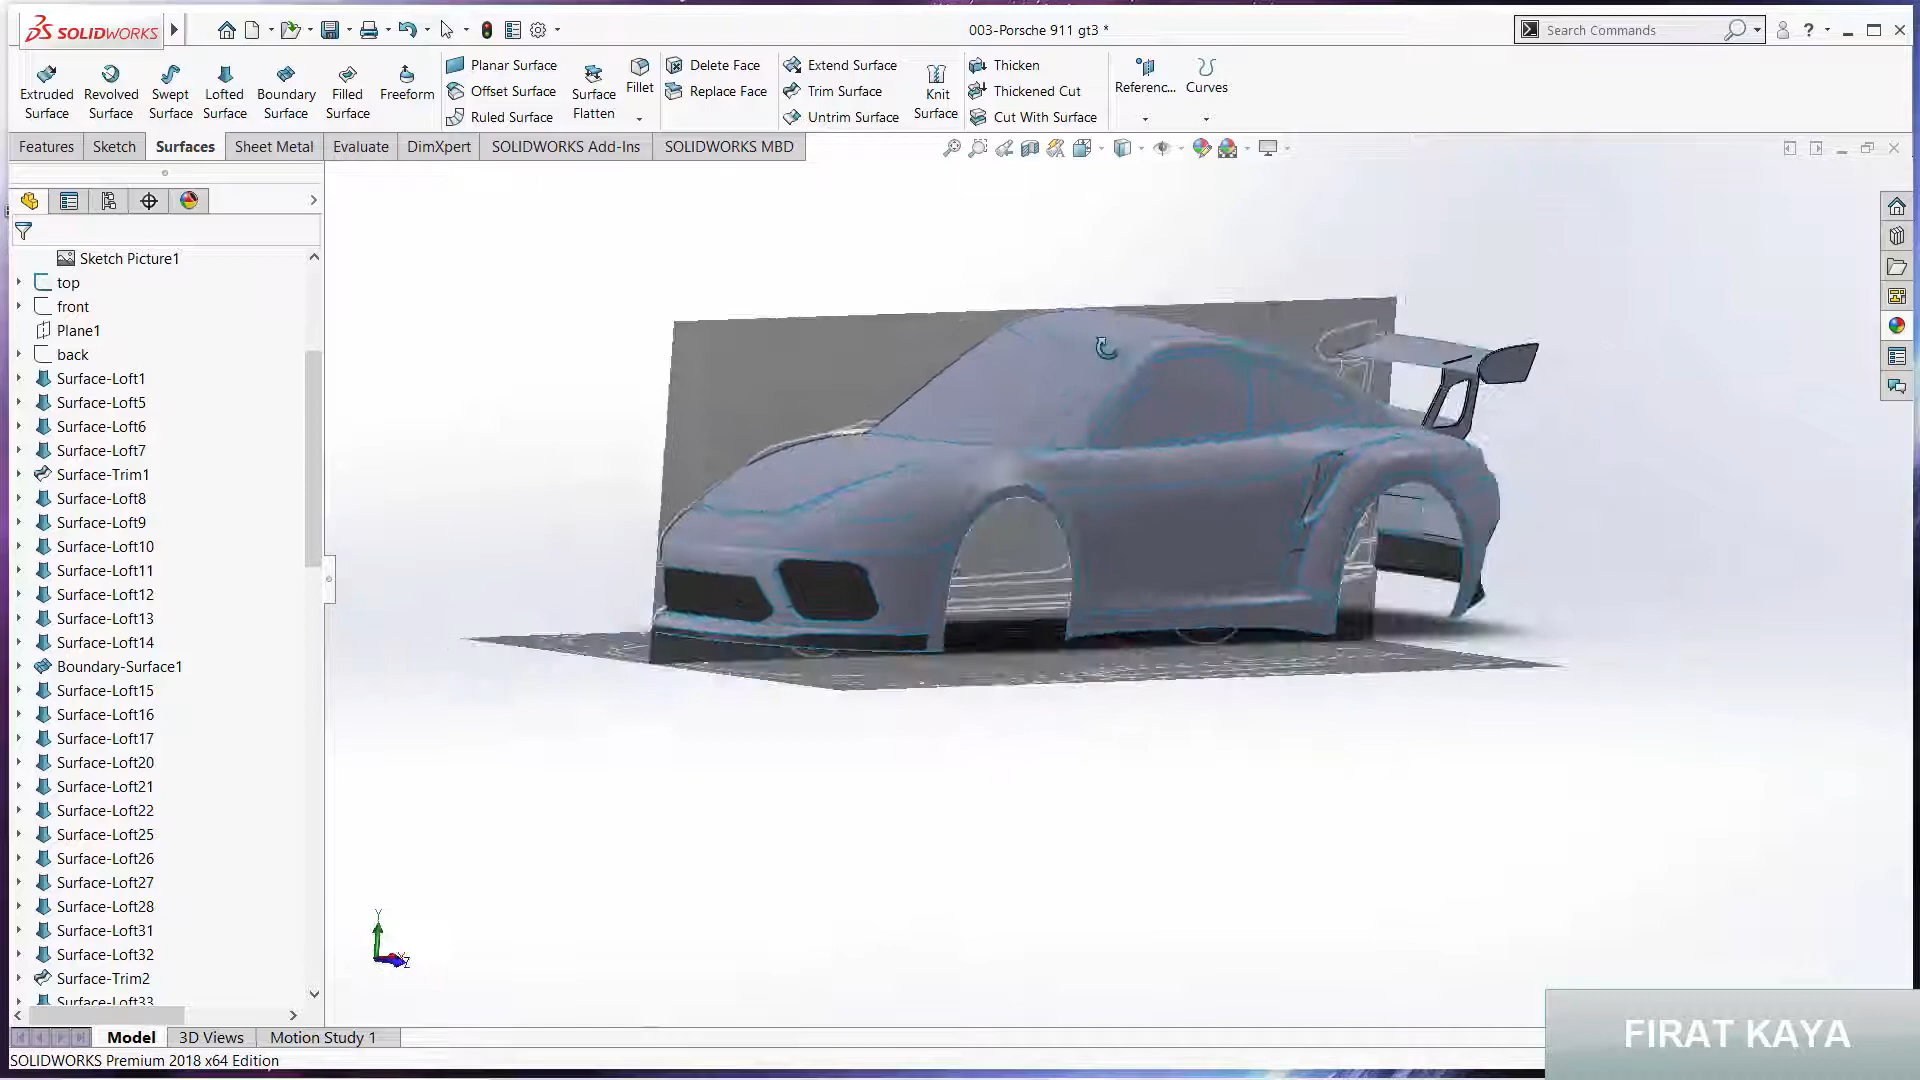 SOLIDWORKS
003-Porsche 911 gt3 *
Search Commands
?
Extruded Surface
Revolved Surface
Swept Surface
Lofted Surface
Boundary Surface
Filled Surface
Freeform
Planar Surface
Offset Surface
Ruled Surface
Surface Flatten
Fillet
Delete Face
Replace Face
Extend Surface
Trim Surface
Untrim Surface
Knit Surface
Thicken
Thickened Cut
Cut With Surface
Referenc...
Curves
Features
Sketch
Surfaces
Sheet Metal
Evaluate
DimXpert
SOLIDWORKS Add-Ins
SOLIDWORKS MBD
Sketch Picture1
top
front
Plane1
back
Surface-Loft1
Surface-Loft5
Surface-Loft6
Surface-Loft7
Surface-Trim1
Surface-Loft8
Surface-Loft9
Surface-Loft10
Surface-Loft11
Surface-Loft12
Surface-Loft13
Surface-Loft14
Boundary-Surface1
Surface-Loft15
Surface-Loft16
Surface-Loft17
Surface-Loft20
Surface-Loft21
Surface-Loft22
Surface-Loft25
Surface-Loft26
Surface-Loft27
Surface-Loft28
Surface-Loft31
Surface-Loft32
Surface-Trim2
Surface-Loft33
Y
Z
Model
3D Views
Motion Study 1
SOLIDWORKS Premium 2018 x64 Edition
FIRAT KAYA